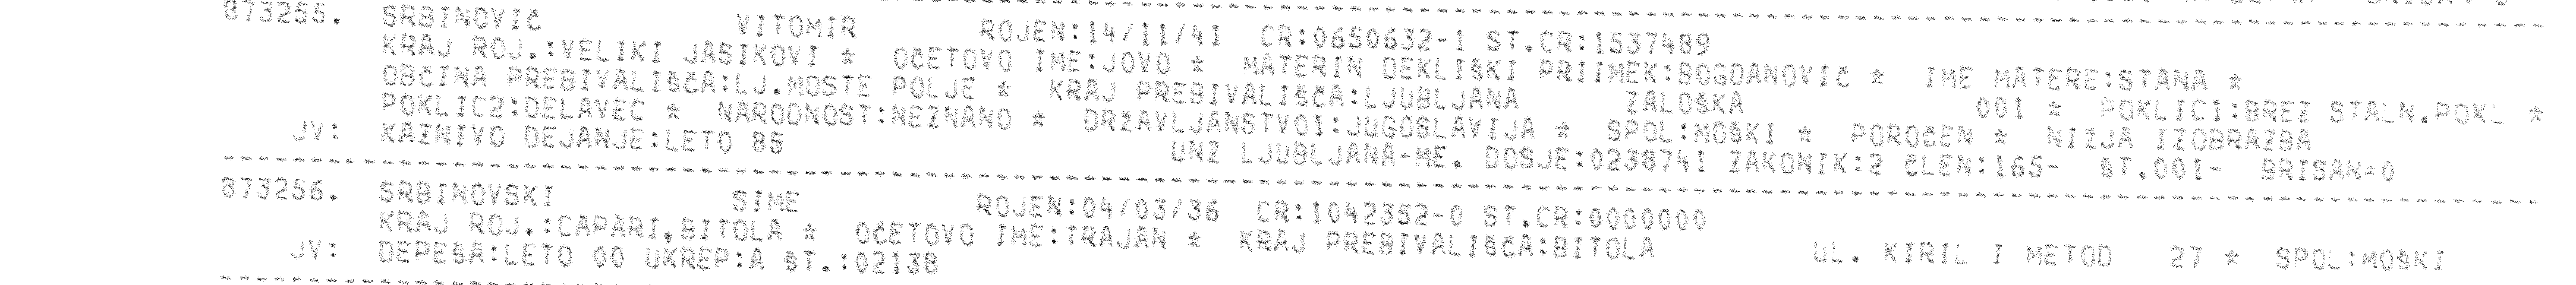 873255. SRBINOVIČ VITOMIR ROJEN:14/11/41 CR:0650632-1 ST.CR:1537489
KRAJ ROJ.:VELIKI JASIKOVI * OČETOVO IME:JOVO * MATERIN DEKLIŠKI PRIIMEK:BOGDANOVIČ * IME MATERE:STANA *
OBČINA PREBIVALIŠČA:LJ.MOSTE POLJE * KRAJ PREBIVALIŠČA:LJUBLJANA ZALOŠKA 001 * POKLIC1:BREZ STALN.POKL *
POKLIC2:DELAVEC * NARODNOST:NEZNANO * DRŽAVLJANSTVO1:JUGOSLAVIJA * SPOL:MOŠKI * POROČEN * NIŽJA IZOBRAZBA
JV: KAZNIVO DEJANJE:LETO 85 UNZ LJUBLJANA-ME. DOSJE:0238741 ZAKONIK:2 ČLEN:165- ŠT.001- BRISAN=0
873256. SRBINOVSKI SIME ROJEN:04/03/36 CR:1042352-0 ST.CR:0000000
KRAJ ROJ.:CAPARI,BITOLA * OČETOVO IME:TRAJAN * KRAJ PREBIVALIŠČA:BITOLA UL. KIRIL I METOD 27 * SPOL:MOŠKI
JV: DEPEŠA:LETO 00 UKREP:A ŠT.:02138